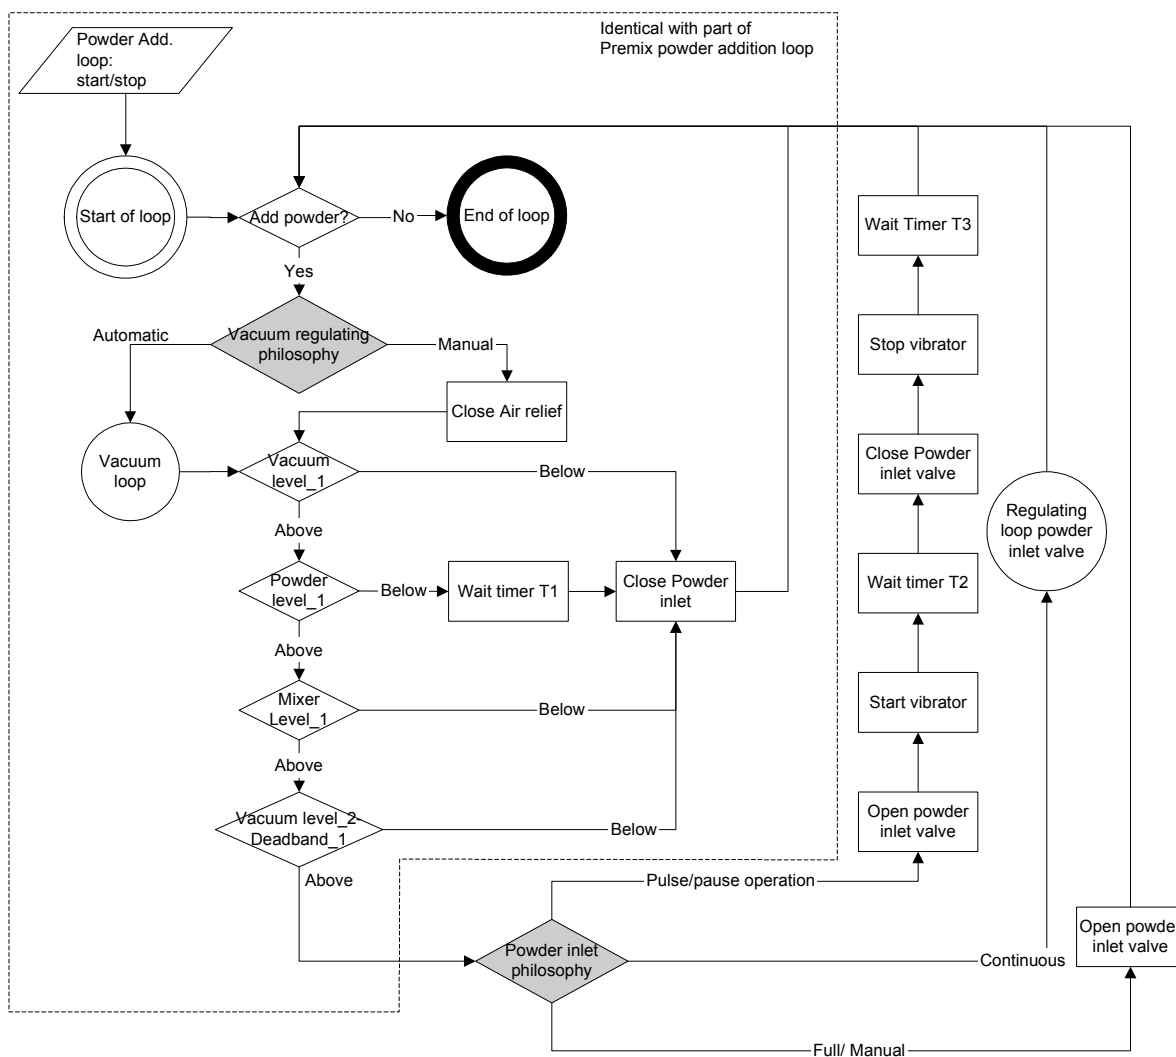 Identical with part of
Premix powder addition loop
Powder Add.
loop:
start/stop
Start of loop
Add powder?
No
End of loop
Yes
Vacuum regulating
philosophy
Automatic
Manual
Close Air relief
Vacuum
loop
Vacuum
level_1
Below
Above
Powder
level_1
Below
Wait timer T1
Close Powder
inlet
Above
Mixer
Level_1
Below
Above
Vacuum level_2-
Deadband_1
Below
Above
Powder inlet
philosophy
Pulse/pause operation
Continuous
Full/ Manual
Wait Timer T3
Stop vibrator
Close Powder
inlet valve
Wait timer T2
Start vibrator
Open powder
inlet valve
Regulating
loop powder
inlet valve
Open powder
inlet valve